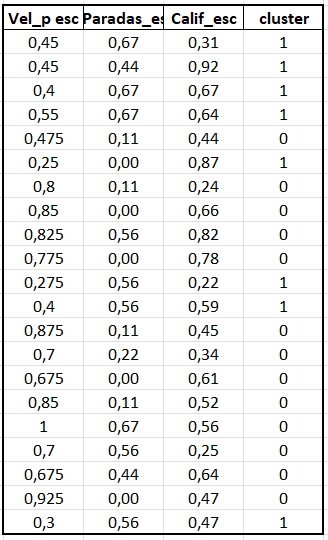 Vel_p esc Paradas_es Calif_esc cluster
0,45 0,67 0,31 1
0,45 0,44 0,92 1
0,4 0,67 0,67 1
0,55 0,67 0,64 1
0,475 0,11 0,44 0
0,25 0,00 0,87 1
0,8 0,11 0,24 0
0,85 0,00 0,66 0
0,825 0,56 0,82 0
0,775 0,00 0,78 0
0,275 0,56 0,22 1
0,4 0,56 0,59 1
0,875 0,11 0,45 0
0,7 0,22 0,34 0
0,675 0,00 0,61 0
0,85 0,11 0,52 0
1 0,67 0,56 0
0,7 0,56 0,25 0
0,675 0,44 0,64 0
0,925 0,00 0,47 0
0,3 0,56 0,47 1